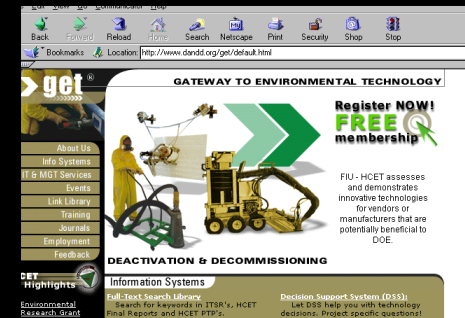 Edit View Go Communicator Help
Back Forward Reload Home Search Netscape Print Security Shop Stop
Bookmarks Location: http://www.dandd.org/get/default.html
get®
GATEWAY TO ENVIRONMENTAL TECHNOLOGY
Register NOW!
FREE
membership
About Us
Info Systems
IT & MGT Services
Events
Link Library
Training
Journals
Employment
Feedback
FIU - HCET assesses
and demonstrates
innovative technologies
for vendors or
manufacturers that are
potentially beneficial to
DOE.
DEACTIVATION & DECOMMISSIONING
CET
Highlights
Environmental
Research Grant
Information Systems
Full-Text Search Library
Search for keywords in ITSR's, HCET
Final Reports and HCET PTP's.
Decision Support System (DSS):
Let DSS help you with technology
decisions. Project specific questions!